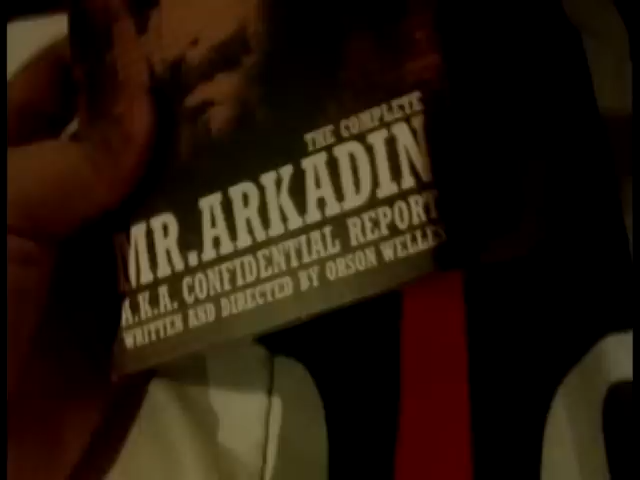 THE COMPLETE
MR. ARKADIN
A.K.A. CONFIDENTIAL REPORT
WRITTEN AND DIRECTED BY ORSON WELLES